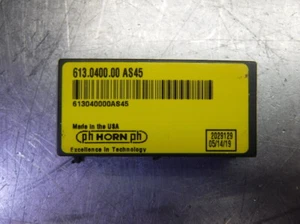 613.0400.00 AS45
613040000AS45
Made in the USA
ph HORN ph
Excellence in Technology
2029129
05/14/19